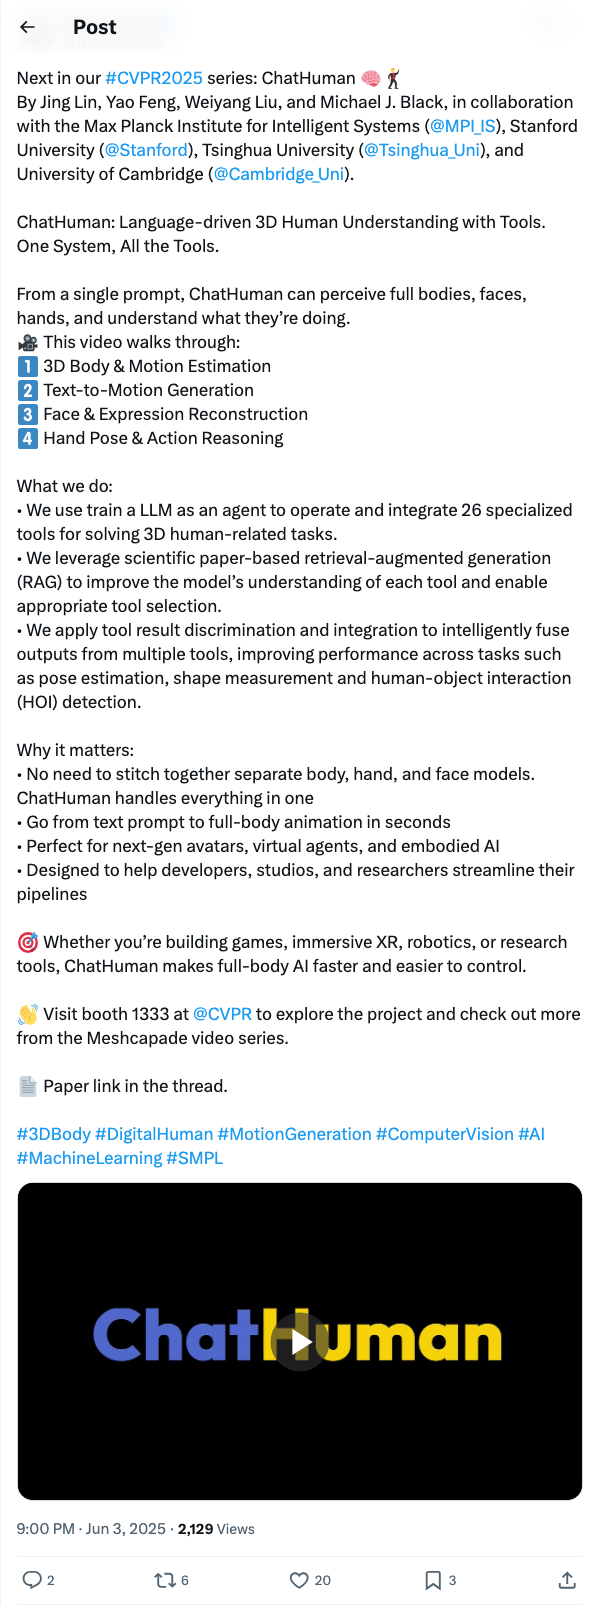 Post
Next in our #CVPR2025 series: ChatHuman 🧠🕺
By Jing Lin, Yao Feng, Weiyang Liu, and Michael J. Black, in collaboration
with the Max Planck Institute for Intelligent Systems (@MPI_IS), Stanford
University (@Stanford), Tsinghua University (@Tsinghua_Uni), and
University of Cambridge (@Cambridge_Uni).
ChatHuman: Language-driven 3D Human Understanding with Tools.
One System, All the Tools.
From a single prompt, ChatHuman can perceive full bodies, faces,
hands, and understand what they’re doing.
🎥 This video walks through:
1️⃣ 3D Body & Motion Estimation
2️⃣ Text-to-Motion Generation
3️⃣ Face & Expression Reconstruction
4️⃣ Hand Pose & Action Reasoning
What we do:
• We use train a LLM as an agent to operate and integrate 26 specialized
tools for solving 3D human-related tasks.
• We leverage scientific paper-based retrieval-augmented generation
(RAG) to improve the model’s understanding of each tool and enable
appropriate tool selection.
• We apply tool result discrimination and integration to intelligently fuse
outputs from multiple tools, improving performance across tasks such
as pose estimation, shape measurement and human-object interaction
(HOI) detection.
Why it matters:
• No need to stitch together separate body, hand, and face models.
ChatHuman handles everything in one
• Go from text prompt to full-body animation in seconds
• Perfect for next-gen avatars, virtual agents, and embodied AI
• Designed to help developers, studios, and researchers streamline their
pipelines
🎯 Whether you’re building games, immersive XR, robotics, or research
tools, ChatHuman makes full-body AI faster and easier to control.
👋 Visit booth 1333 at @CVPR to explore the project and check out more
from the Meshcapade video series.
📄 Paper link in the thread.
#3DBody #DigitalHuman #MotionGeneration #ComputerVision #AI
#MachineLearning #SMPL
ChatHuman
9:00 PM · Jun 3, 2025 · 2,129 Views
2 6 20 3